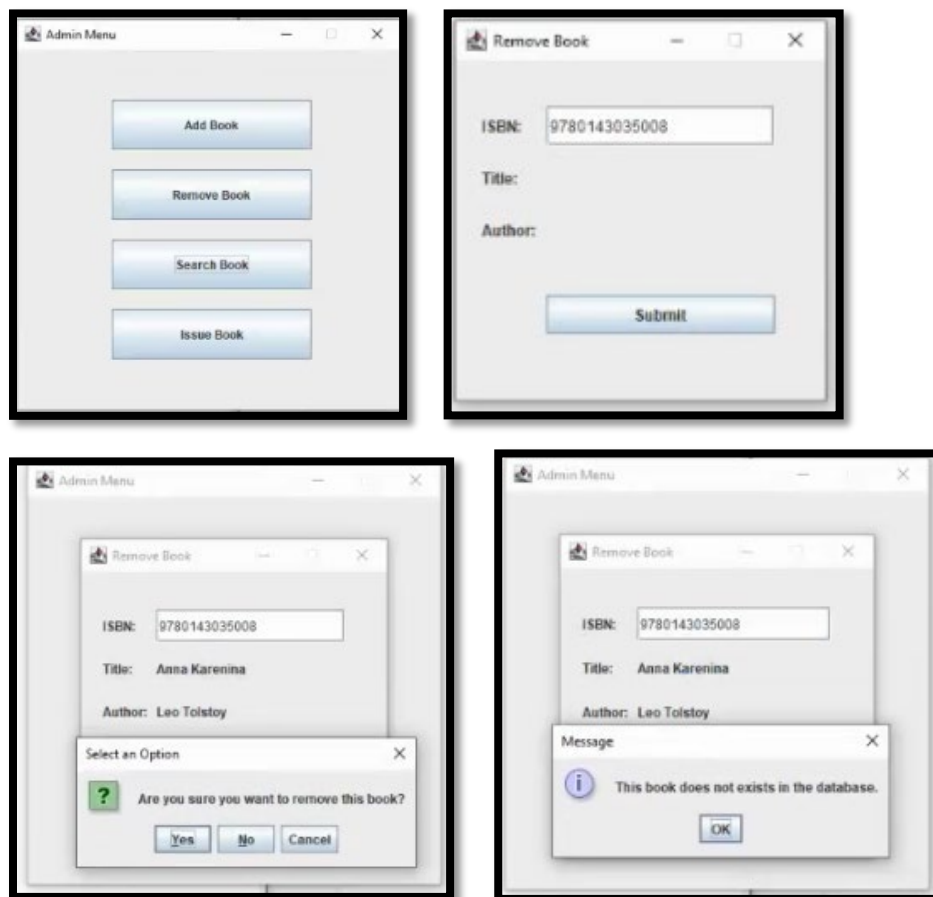 Admin Menu
Add Book
Remove Book
Search Book
Issue Book
Remove Book
ISBN: 9780143035008
Title:
Author:
Submit
Admin Menu
Remove Book
ISBN: 9780143035008
Title: Anna Karenina
Author: Leo Tolstoy
Select an Option
? Are you sure you want to remove this book?
Yes No Cancel
Admin Menu
Remove Book
ISBN: 9780143035008
Title: Anna Karenina
Author: Leo Tolstoy
Message
i This book does not exists in the database.
OK